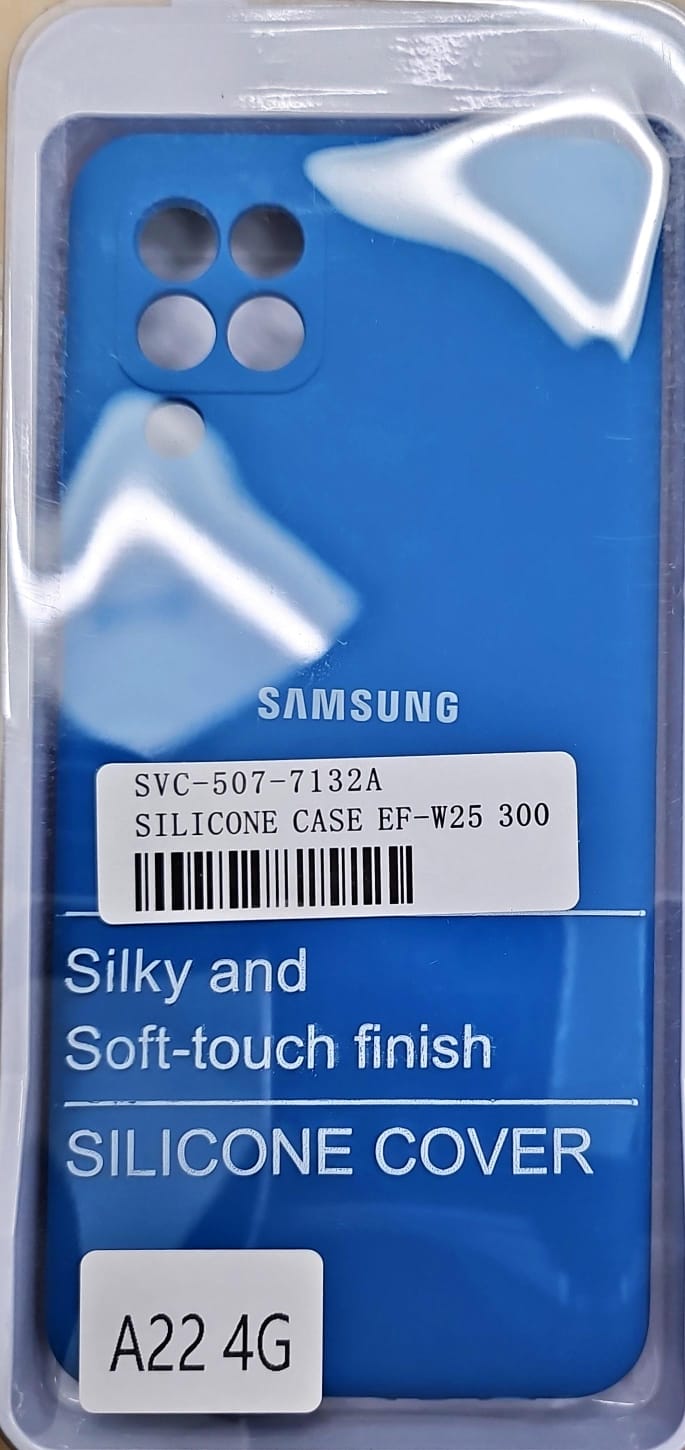 SAMSUNG
SVC-507-7132A
SILICONE CASE EF-W25 300
Silky and
Soft-touch finish
SILICONE COVER
A22 4G